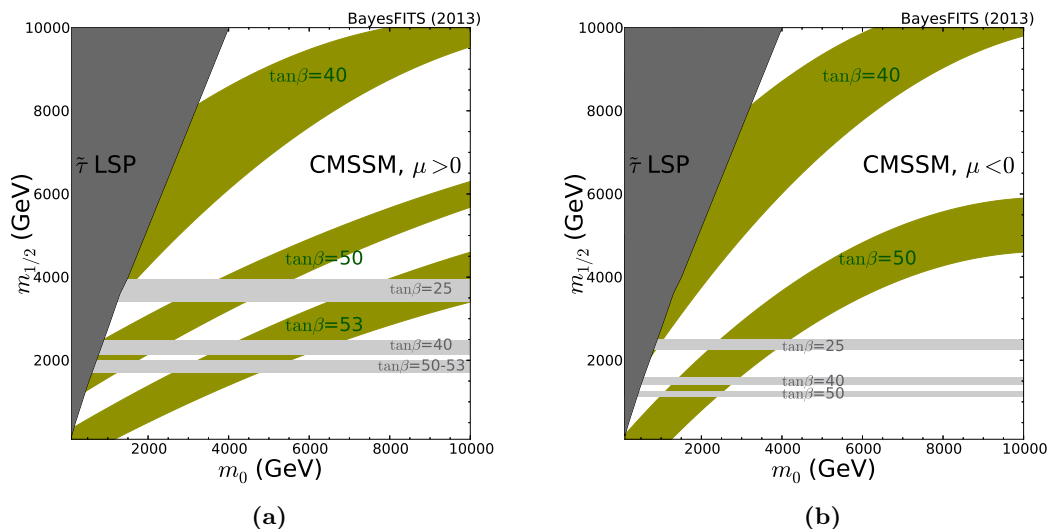 BayesFITS (2013)
10000
8000
6000
4000
2000
m₁/₂ (GeV)
τ̃ LSP
CMSSM, μ>0
tanβ=40
tanβ=50
tanβ=25
tanβ=53
tanβ=40
tanβ=50-53
2000 4000 6000 8000 10000
m₀ (GeV)
(a)
BayesFITS (2013)
10000
8000
6000
4000
2000
m₁/₂ (GeV)
τ̃ LSP
CMSSM, μ<0
tanβ=40
tanβ=50
tanβ=25
tanβ=40
tanβ=50
2000 4000 6000 8000 10000
m₀ (GeV)
(b)